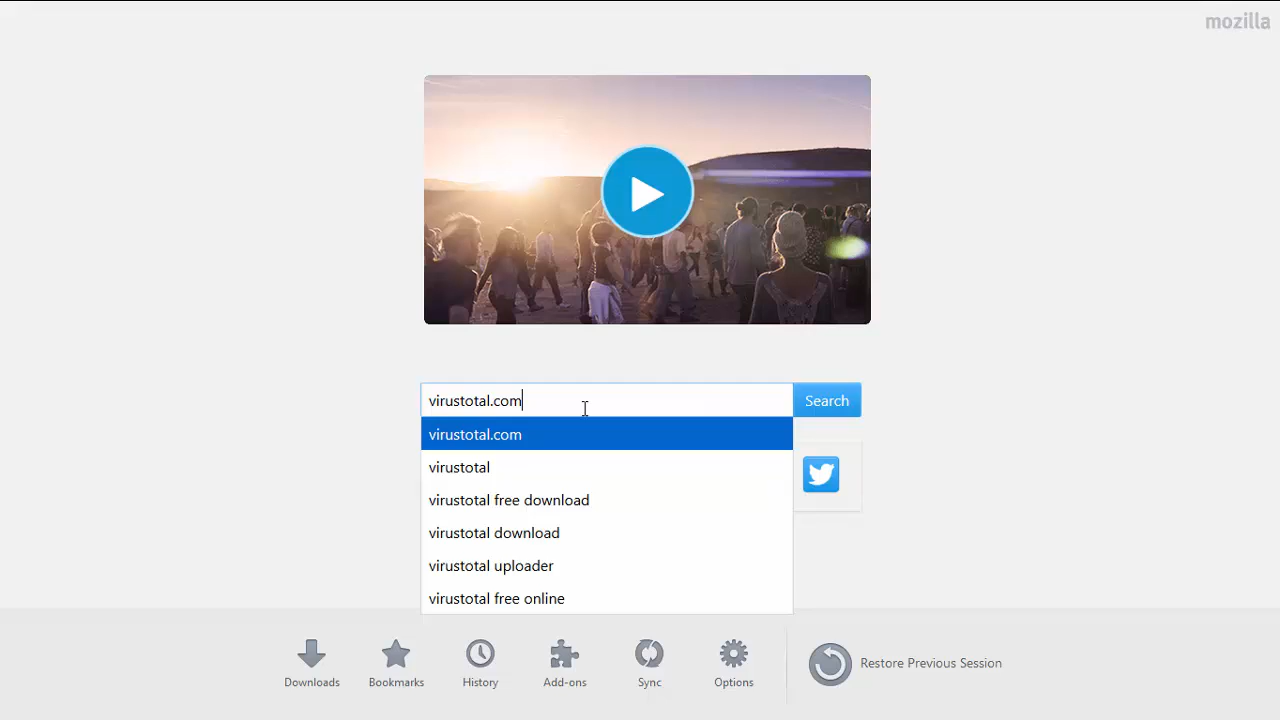 mozilla
virustotal.com
Search
virustotal.com
virustotal
virustotal free download
virustotal download
virustotal uploader
virustotal free online
Downloads
Bookmarks
History
Add-ons
Sync
Options
Restore Previous Session